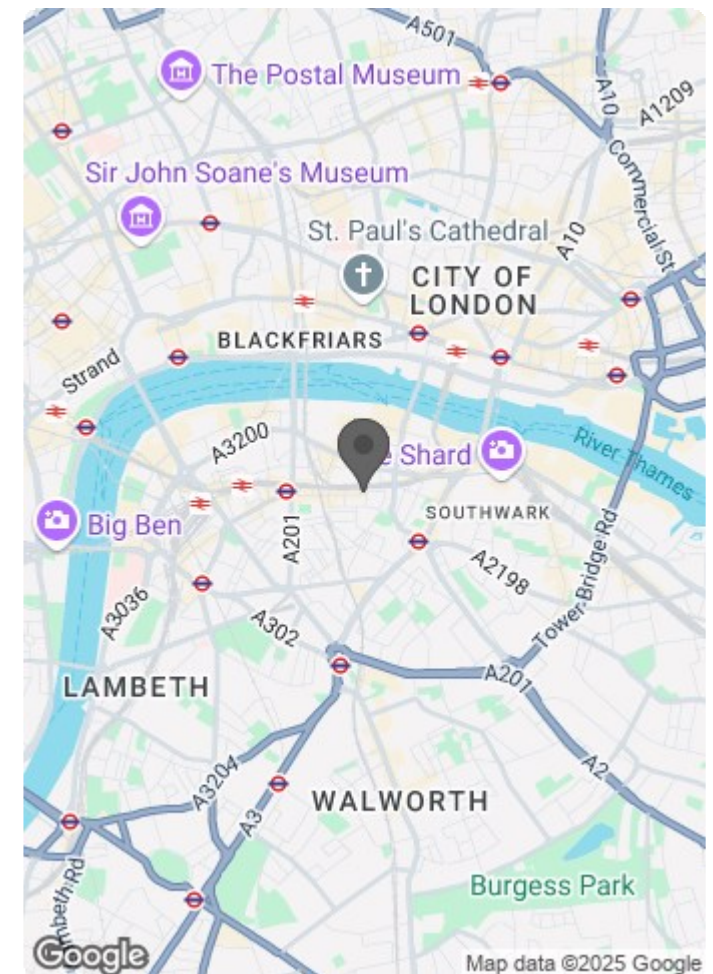 A501
The Postal Museum
A10
A1209
Commercial St
Sir John Soane's Museum
St. Paul's Cathedral
A10
CITY OF
LONDON
BLACKFRIARS
Strand
A3200
e Shard
River Thames
Big Ben
A201
SOUTHWARK
A2198
A3036
A302
Tower Bridge Rd
LAMBETH
A201
A3204
A2
A3
WALWORTH
mbeth Rd
Burgess Park
Google
Map data ©2025 Google